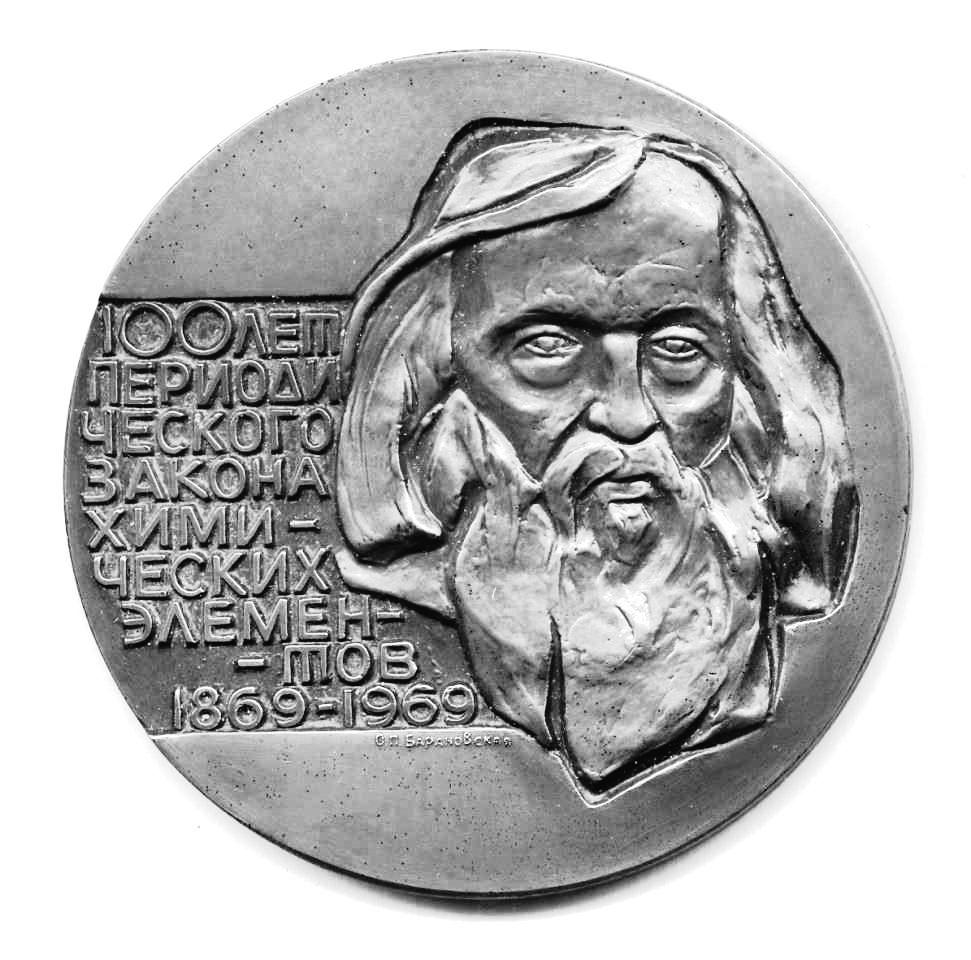 100 ЛЕТ
ПЕРИОДИ
ЧЕСКОГО
ЗАКОНА
ХИМИ-
ЧЕСКИХ
ЭЛЕМЕН-
-ТОВ
1869-1969
О П БАРАНОВСКАЯ